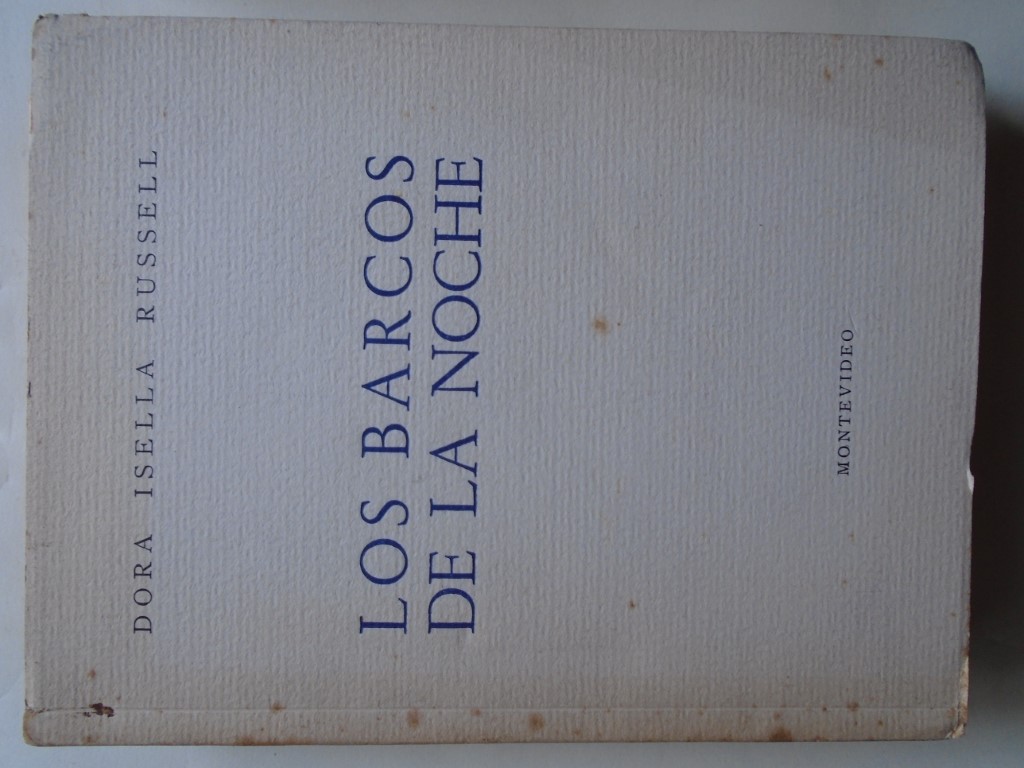 DORA ISELLA RUSSELL
LOS BARCOS
DE LA NOCHE
MONTEVIDEO